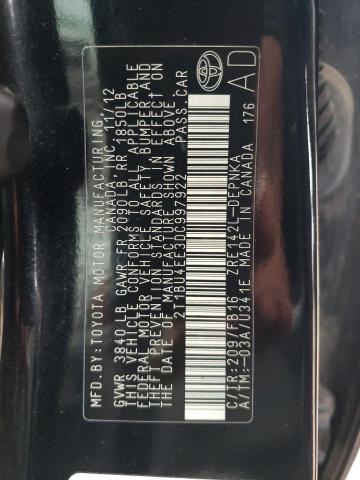 MFD. BY: TOYOTA MOTOR MANUFACTURING
CANADA, INC. 11/12
GVWR 3840 LB GAWR FR 2090LB RR 1850LB
THIS VEHICLE CONFORMS TO ALL APPLICABLE
FEDERAL MOTOR VEHICLE SAFETY, BUMPER, AND
THEFT PREVENTION STANDARDS IN EFFECT ON
THE DATE OF MANUFACTURE SHOWN ABOVE.
2T1BU4EE3DC997922 PASS. CAR
C/TR: 209/FB16 ZRE142L-DEPNKA
A/TM: -03A/U341E MADE IN CANADA 176
AD